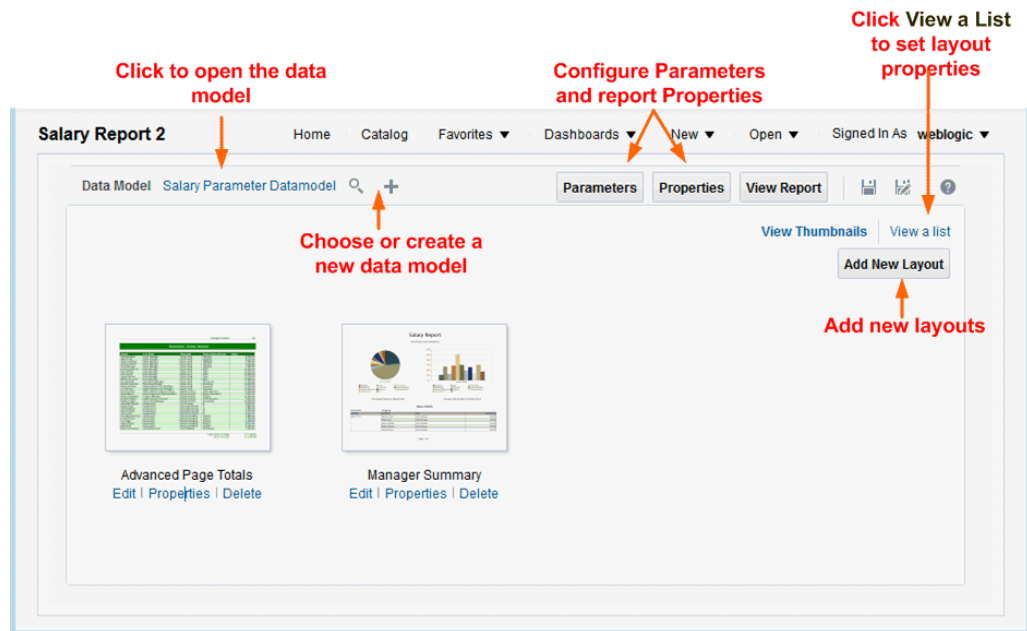 Click View a List
to set layout
properties
Click to open the data
model
Configure Parameters
and report Properties
Salary Report 2
Home
Catalog
Favorites
Dashboards
New
Open
Signed In As weblogic
Data Model Salary Parameter Datamodel
Parameters
Properties
View Report
View Thumbnails
View a list
Choose or create a
new data model
Add New Layout
Add new layouts
Salary Report
Advanced Page Totals
Edit | Properties | Delete
Manager Summary
Edit | Properties | Delete